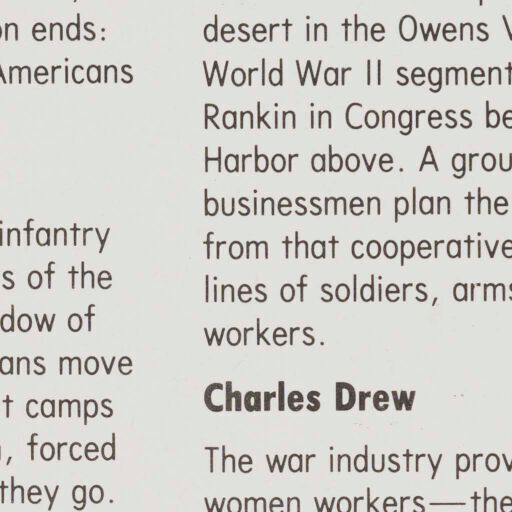 n ends:
Americans
infantry
s of the
dow of
ans move
t camps
, forced
they go.
desert in the Owens V
World War II segment
Rankin in Congress be
Harbor above. A grou
businessmen plan the
from that cooperative
lines of soldiers, arms
workers.
Charles Drew
The war industry prov
women workers—the